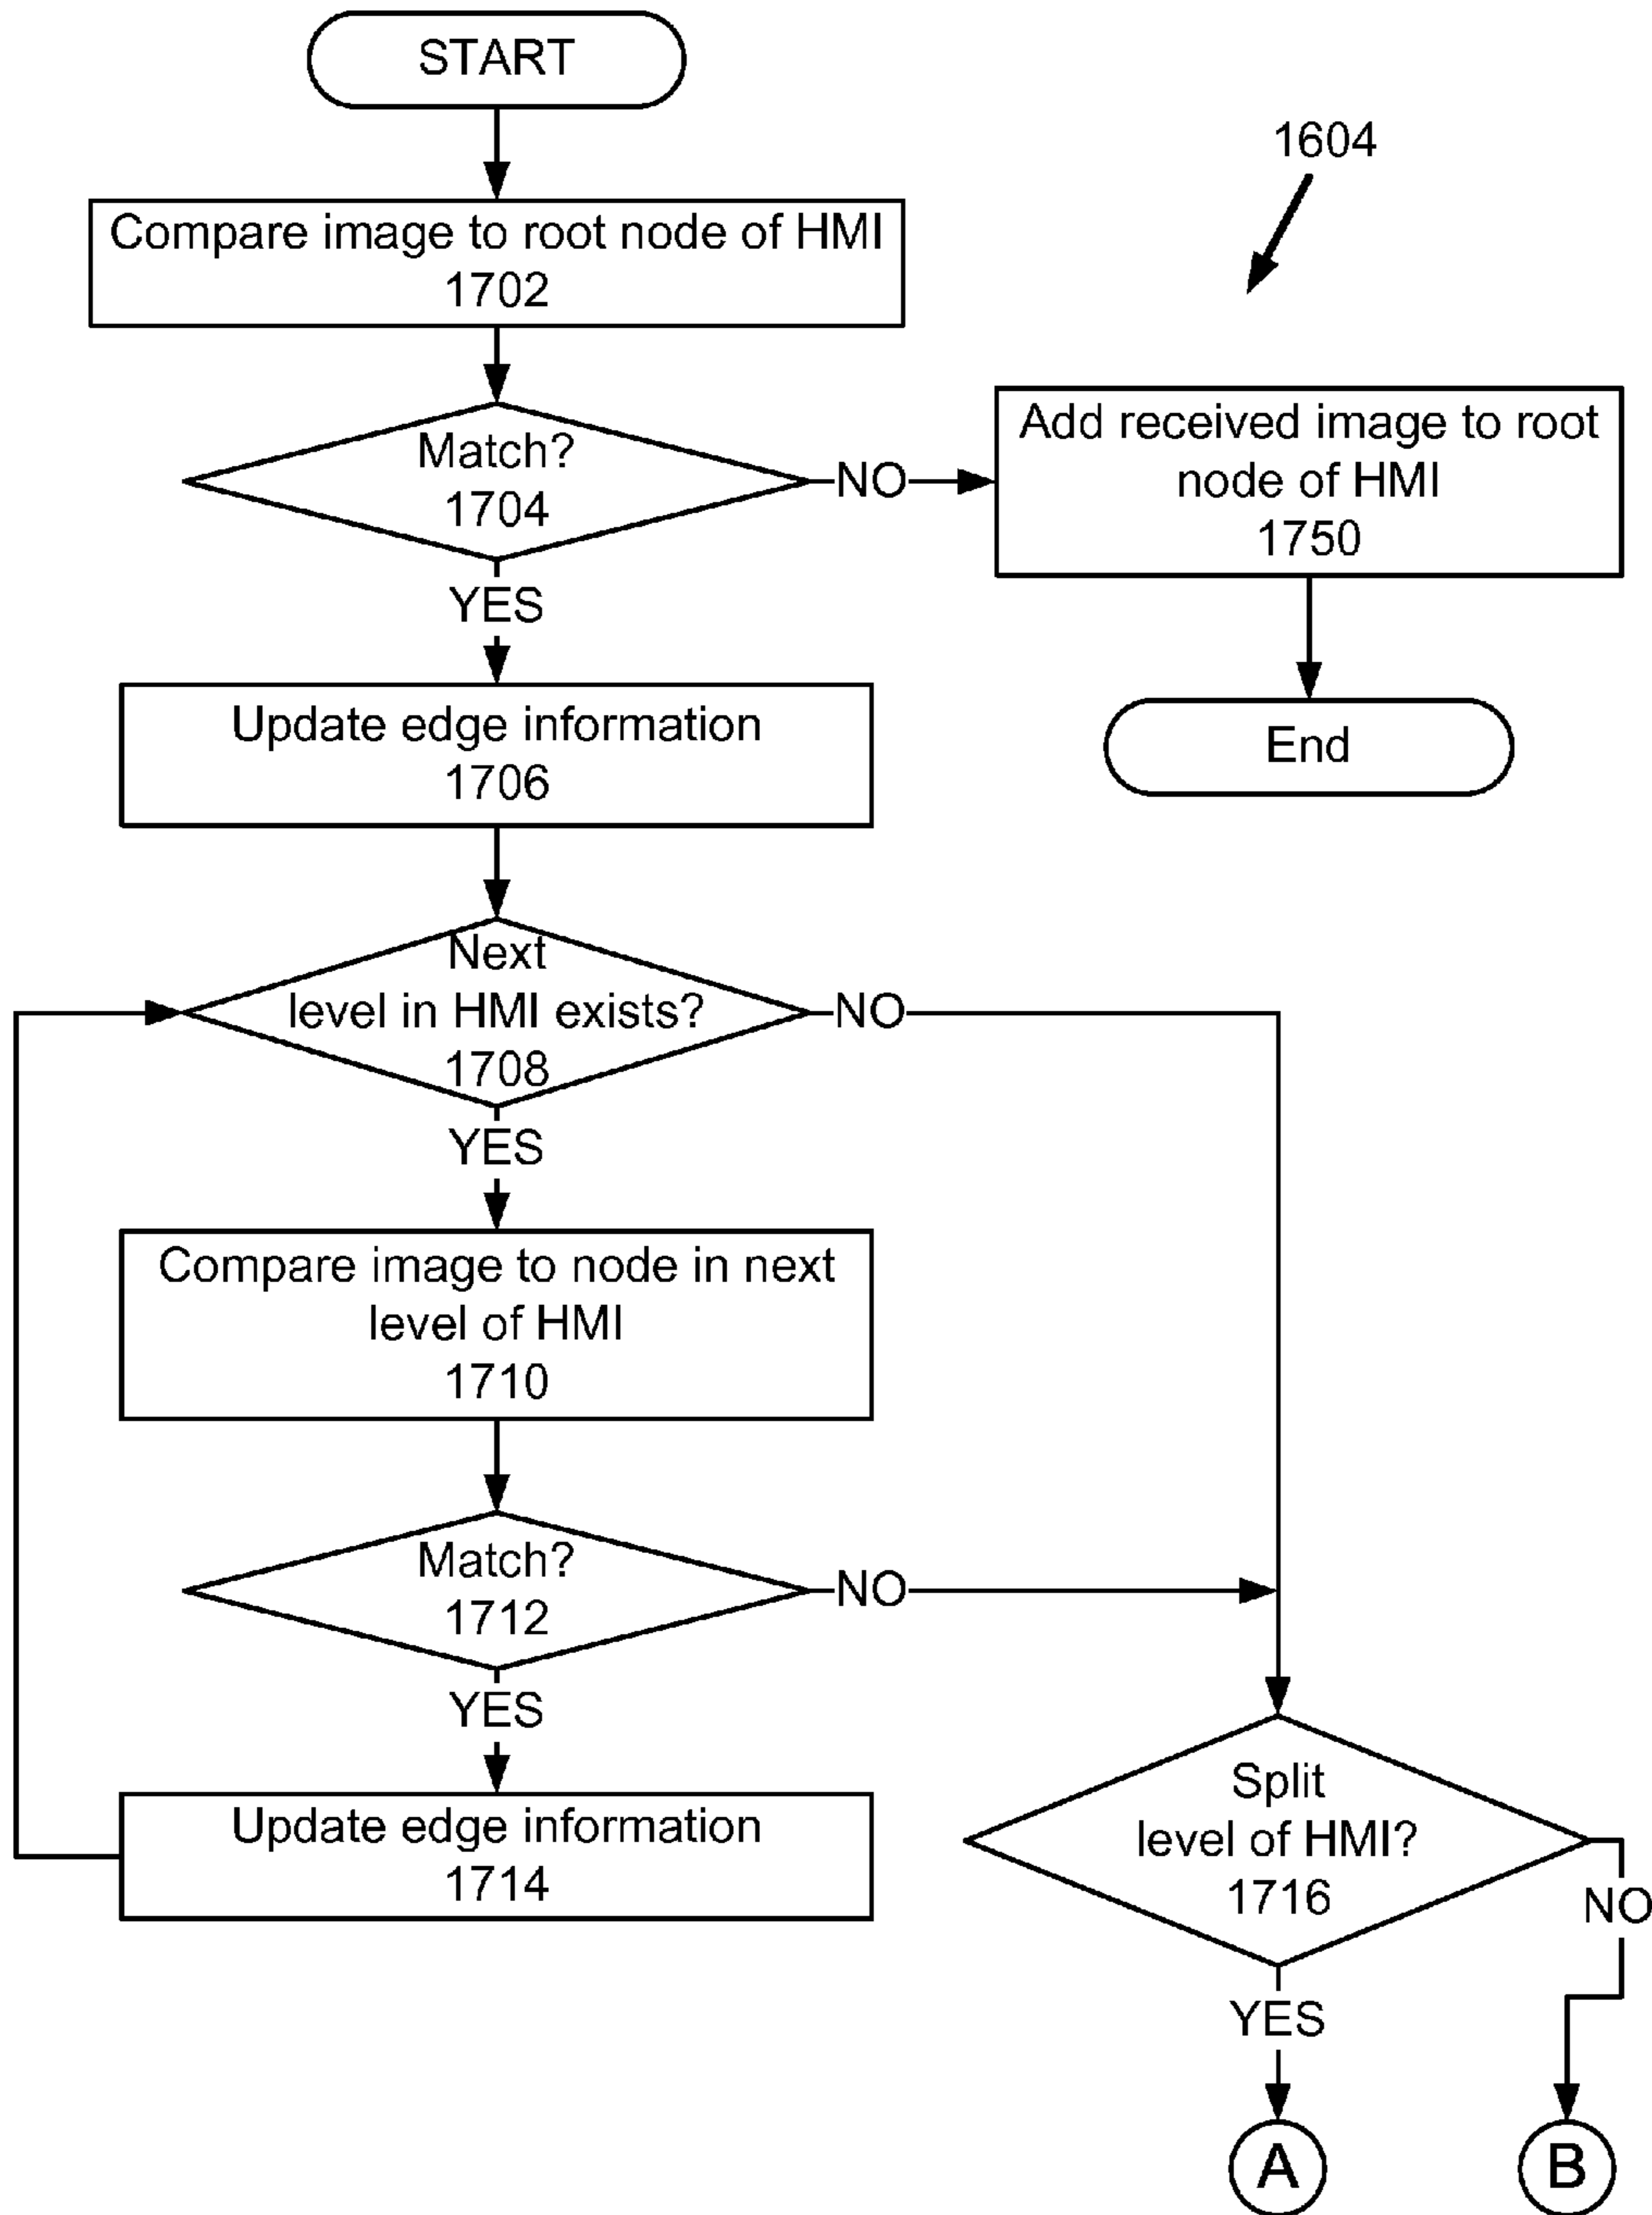 START
1604
Compare image to root node of HMI
1702
Match?
1704
NO
Add received image to root
node of HMI
1750
YES
End
Update edge information
1706
Next
level in HMI exists?
1708
NO
YES
Compare image to node in next
level of HMI
1710
Match?
1712
NO
YES
Update edge information
1714
Split
level of HMI?
1716
NO
YES
A
B